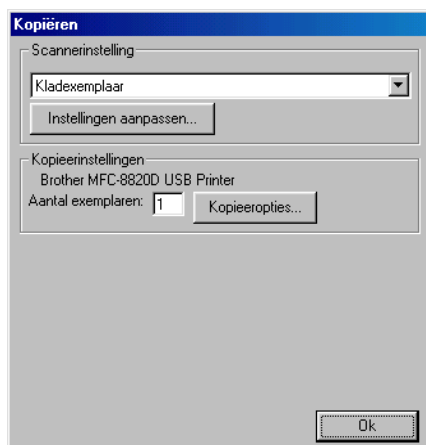 Kopiëren
Scannerinstelling
Kladexemplaar
Instellingen aanpassen...
Kopieerinstellingen
Brother MFC-8820D USB Printer
Aantal exemplaren: 1 Kopieeropties...
Ok